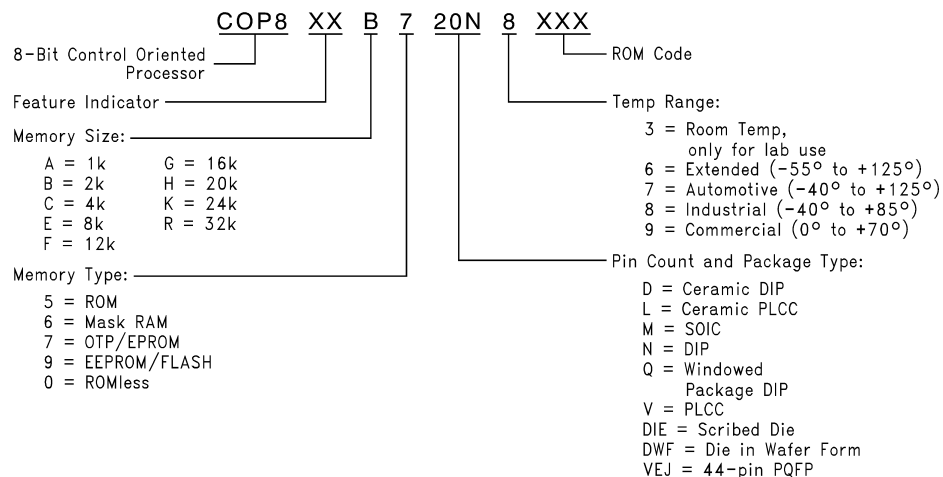 COP8 XX B 7 20N 8 XXX
8-Bit Control Oriented
Processor
Feature Indicator
Memory Size:
A = 1k G = 16k
B = 2k H = 20k
C = 4k K = 24k
E = 8k R = 32k
F = 12k
Memory Type:
5 = ROM
6 = Mask RAM
7 = OTP/EPROM
9 = EEPROM/FLASH
0 = ROMless
ROM Code
Temp Range:
3 = Room Temp,
only for lab use
6 = Extended (-55° to +125°)
7 = Automotive (-40° to +125°)
8 = Industrial (-40° to +85°)
9 = Commercial (0° to +70°)
Pin Count and Package Type:
D = Ceramic DIP
L = Ceramic PLCC
M = SOIC
N = DIP
Q = Windowed
Package DIP
V = PLCC
DIE = Scribed Die
DWF = Die in Wafer Form
VEJ = 44-pin PQFP